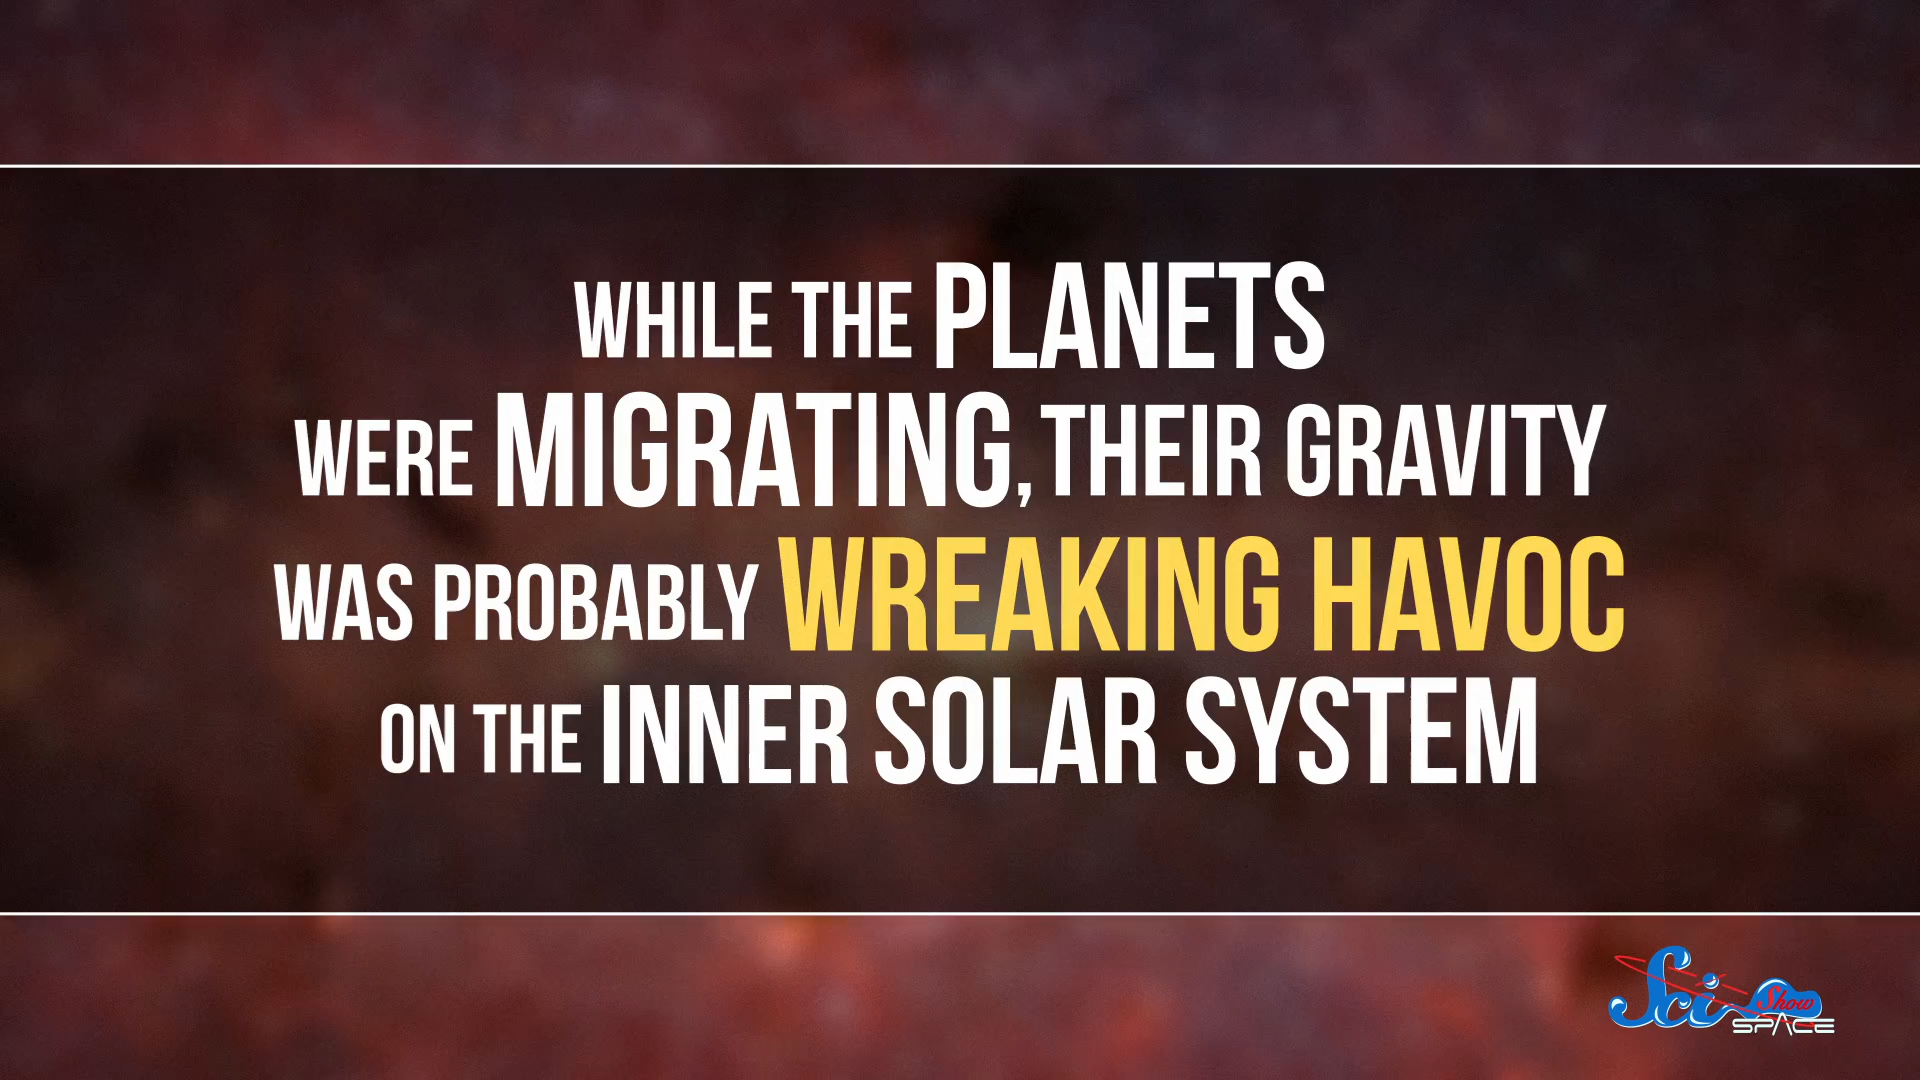 WHILE THE PLANETS
WERE MIGRATING, THEIR GRAVITY
WAS PROBABLY WREAKING HAVOC
ON THE INNER SOLAR SYSTEM
Sci Show
SPACE